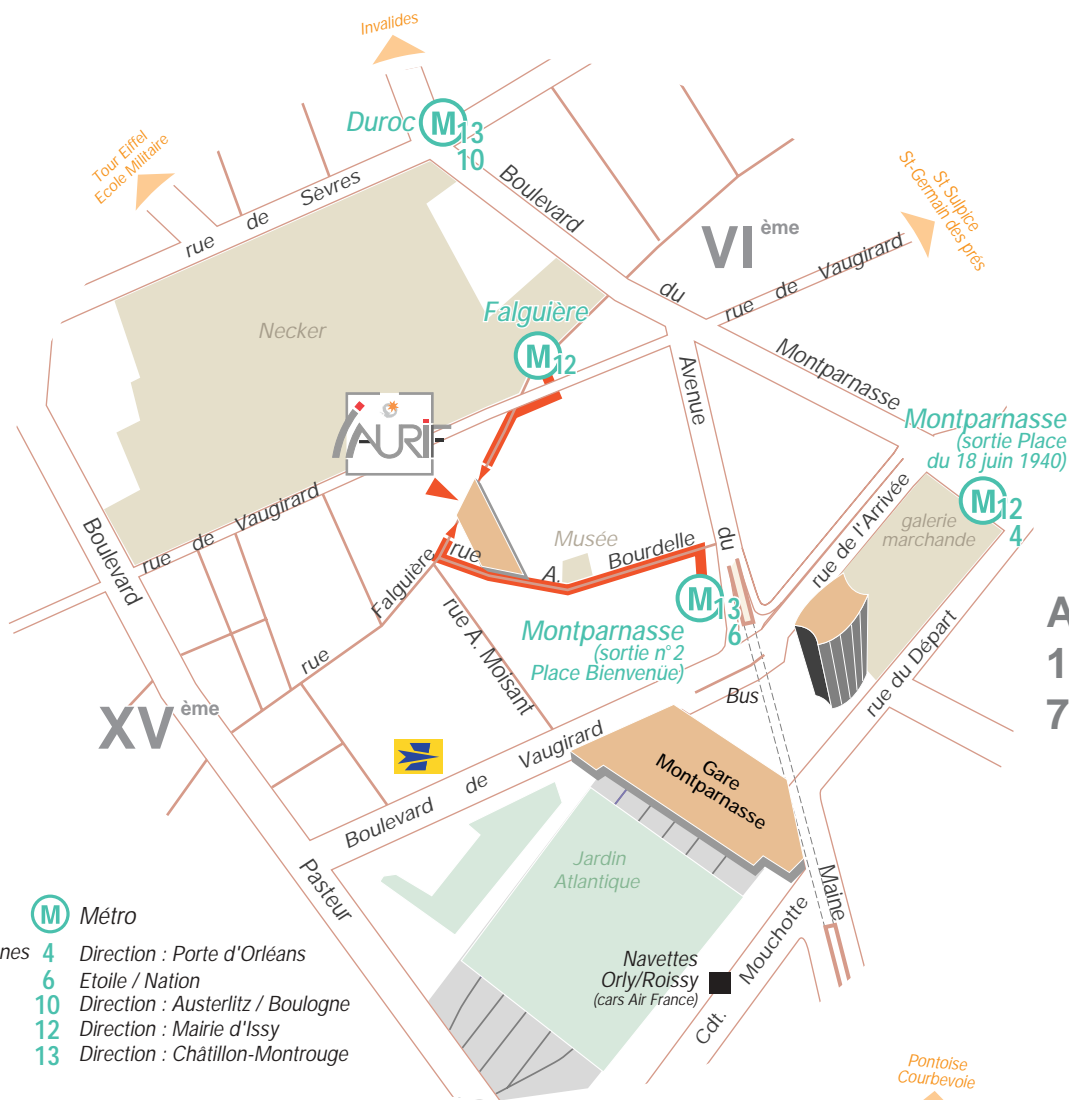 Invalides
Duroc M 13
10
Tour Eiffel
Ecole Militaire
rue de Sèvres
Boulevard du Montparnasse
St Sulpice
St-Germain des prés
VI ème
rue de Vaugirard
Necker
Falguière
M 12
Avenue du Maine
IAURIF
Montparnasse
(sortie Place
du 18 juin 1940)
M 12
4
rue de l'Arrivée
galerie
marchande
rue de Vaugirard
Boulevard Pasteur
Musée
rue A. Bourdelle
rue Falguière
rue A. Moisant
M 13
6
Montparnasse
(sortie n°2
Place Bienvenüe)
Bus
rue du Départ
A
1
7
XV ème
Boulevard de Vaugirard
Gare
Montparnasse
Jardin
Atlantique
Navettes
Orly/Roissy
(cars Air France)
Cdt. Mouchotte
M Métro
nes 4 Direction : Porte d'Orléans
6 Etoile / Nation
10 Direction : Austerlitz / Boulogne
12 Direction : Mairie d'Issy
13 Direction : Châtillon-Montrouge
Pontoise
Courbevoie